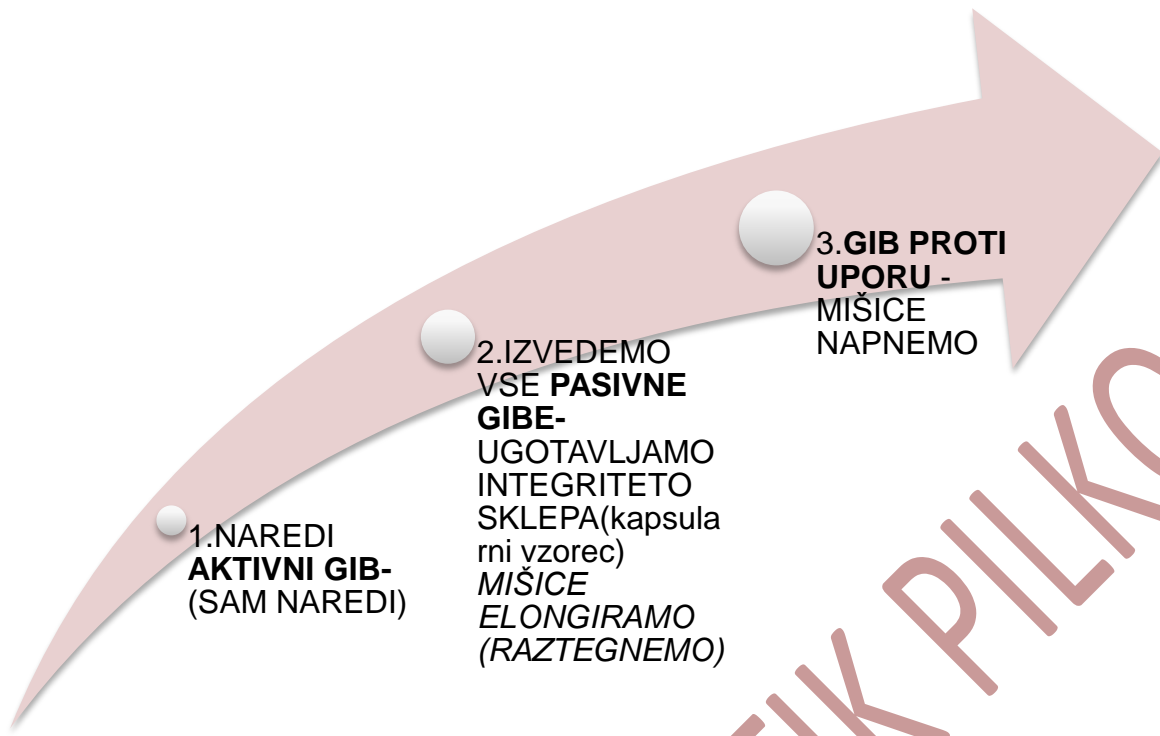 1.NAREDI
AKTIVNI GIB-
(SAM NAREDI)
2.IZVEDEMO
VSE PASIVNE
GIBE-
UGOTAVLJAMO
INTEGRITETO
SKLEPA(kapsula
rni vzorec)
MIŠICE
ELONGIRAMO
(RAZTEGNEMO)
3.GIB PROTI
UPORU -
MIŠICE
NAPNEMO